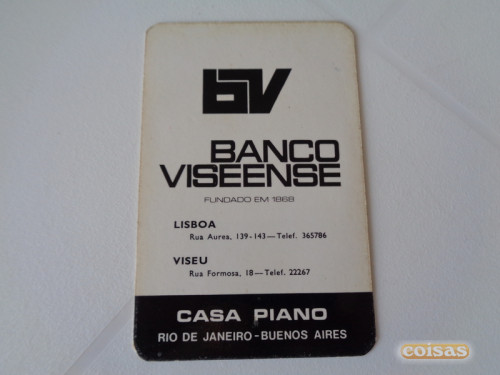 bv
BANCO
VISEENSE
FUNDADO EM 1868
LISBOA
Rua Aurea, 139-143 — Telef. 365786
VISEU
Rua Formosa, 18 — Telef. 22267
CASA PIANO
RIO DE JANEIRO - BUENOS AIRES
coisas